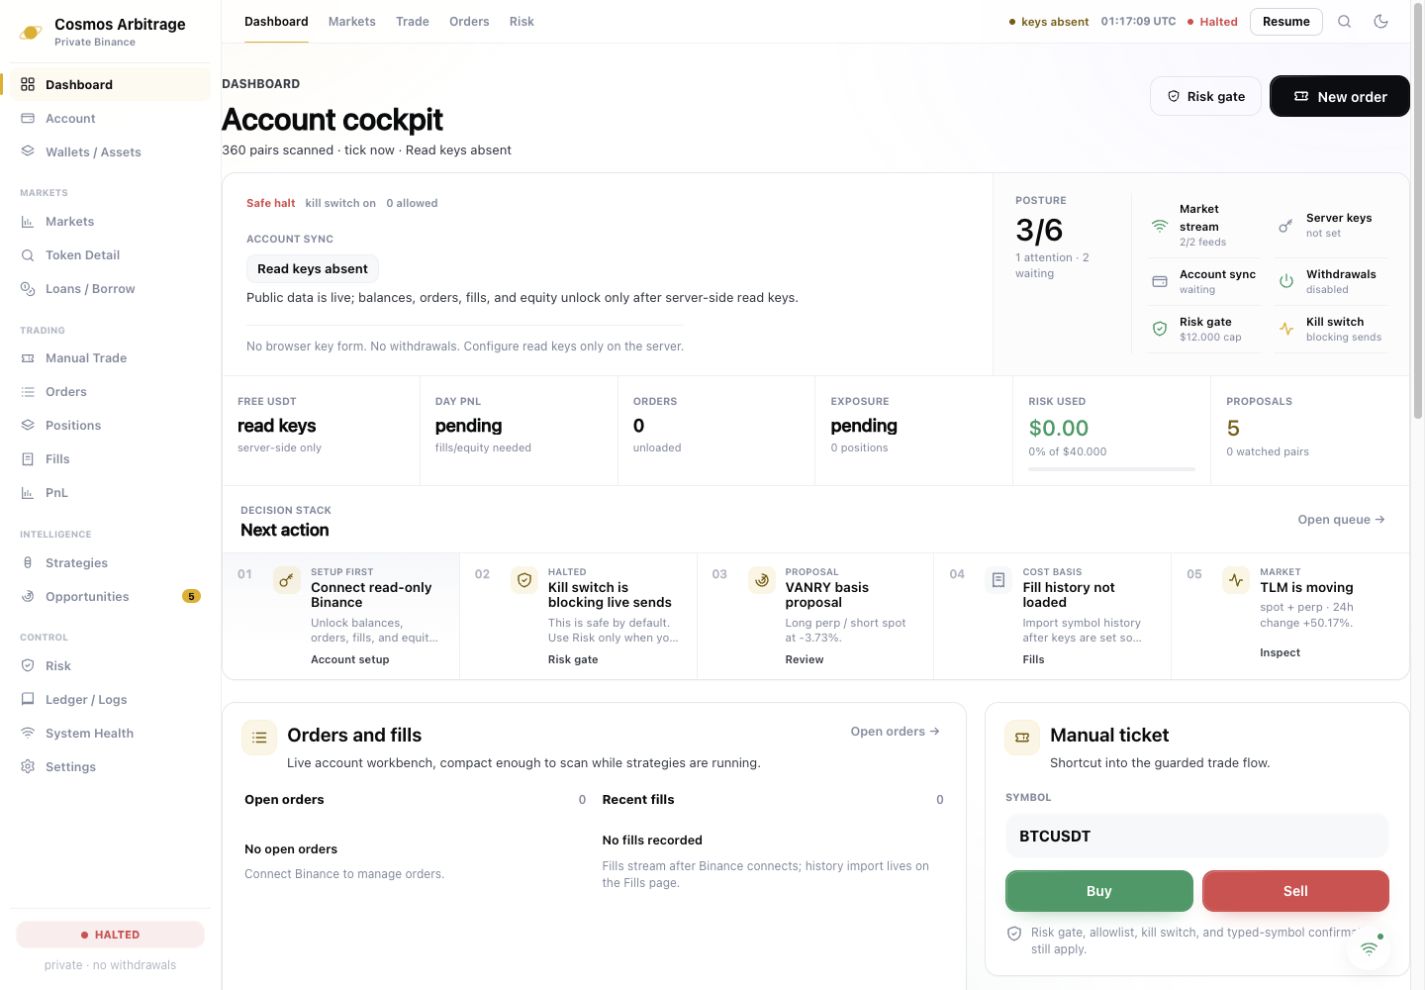 Cosmos Arbitrage
Private Binance
Dashboard
Account
Wallets / Assets
MARKETS
Markets
Token Detail
Loans / Borrow
TRADING
Manual Trade
Orders
Positions
Fills
PnL
INTELLIGENCE
Strategies
Opportunities 5
CONTROL
Risk
Ledger / Logs
System Health
Settings
HALTED
private · no withdrawals
Dashboard Markets Trade Orders Risk
keys absent 01:17:09 UTC Halted Resume
DASHBOARD
Account cockpit
360 pairs scanned · tick now · Read keys absent
Risk gate New order
Safe halt kill switch on 0 allowed
ACCOUNT SYNC
Read keys absent
Public data is live; balances, orders, fills, and equity unlock only after server-side read keys.
No browser key form. No withdrawals. Configure read keys only on the server.
POSTURE
3/6
1 attention · 2
waiting
Market
stream
2/2 feeds
Server keys
not set
Account sync
waiting
Withdrawals
disabled
Risk gate
$12.000 cap
Kill switch
blocking sends
FREE USDT
read keys
server-side only
DAY PNL
pending
fills/equity needed
ORDERS
0
unloaded
EXPOSURE
pending
0 positions
RISK USED
$0.00
0% of $40.000
PROPOSALS
5
0 watched pairs
DECISION STACK
Next action
Open queue →
01
SETUP FIRST
Connect read-only
Binance
Unlock balances,
orders, fills, and equit...
Account setup
02
HALTED
Kill switch is
blocking live sends
This is safe by default.
Use Risk only when yo...
Risk gate
03
PROPOSAL
VANRY basis
proposal
Long perp / short spot
at -3.73%.
Review
04
COST BASIS
Fill history not
loaded
Import symbol history
after keys are set so...
Fills
05
MARKET
TLM is moving
spot + perp · 24h
change +50.17%.
Inspect
Orders and fills
Open orders →
Live account workbench, compact enough to scan while strategies are running.
Open orders 0
No open orders
Connect Binance to manage orders.
Recent fills 0
No fills recorded
Fills stream after Binance connects; history import lives on
the Fills page.
Manual ticket
Shortcut into the guarded trade flow.
SYMBOL
BTCUSDT
Buy Sell
Risk gate, allowlist, kill switch, and typed-symbol
still apply.